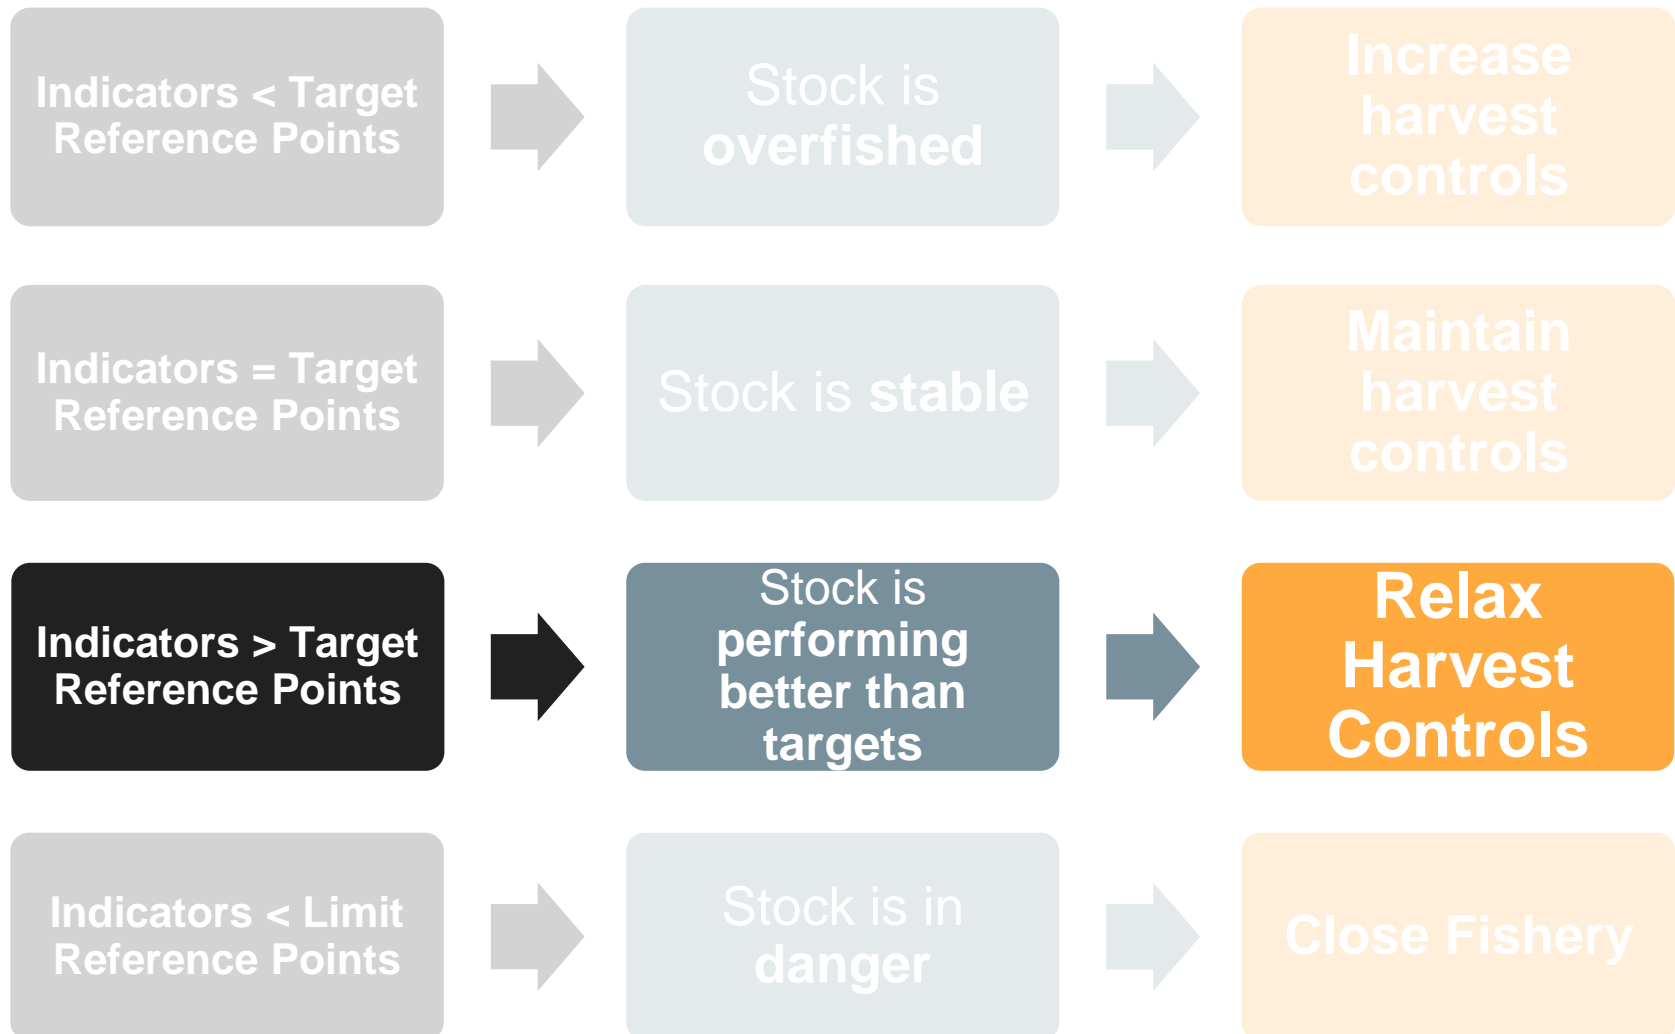 Indicators < Target
Reference Points
Stock is
overfished
Increase
harvest
controls
Indicators = Target
Reference Points
Stock is stable
Maintain
harvest
controls
Indicators > Target
Reference Points
Stock is
performing
better than
targets
Relax
Harvest
Controls
Indicators < Limit
Reference Points
Stock is in
danger
Close Fishery